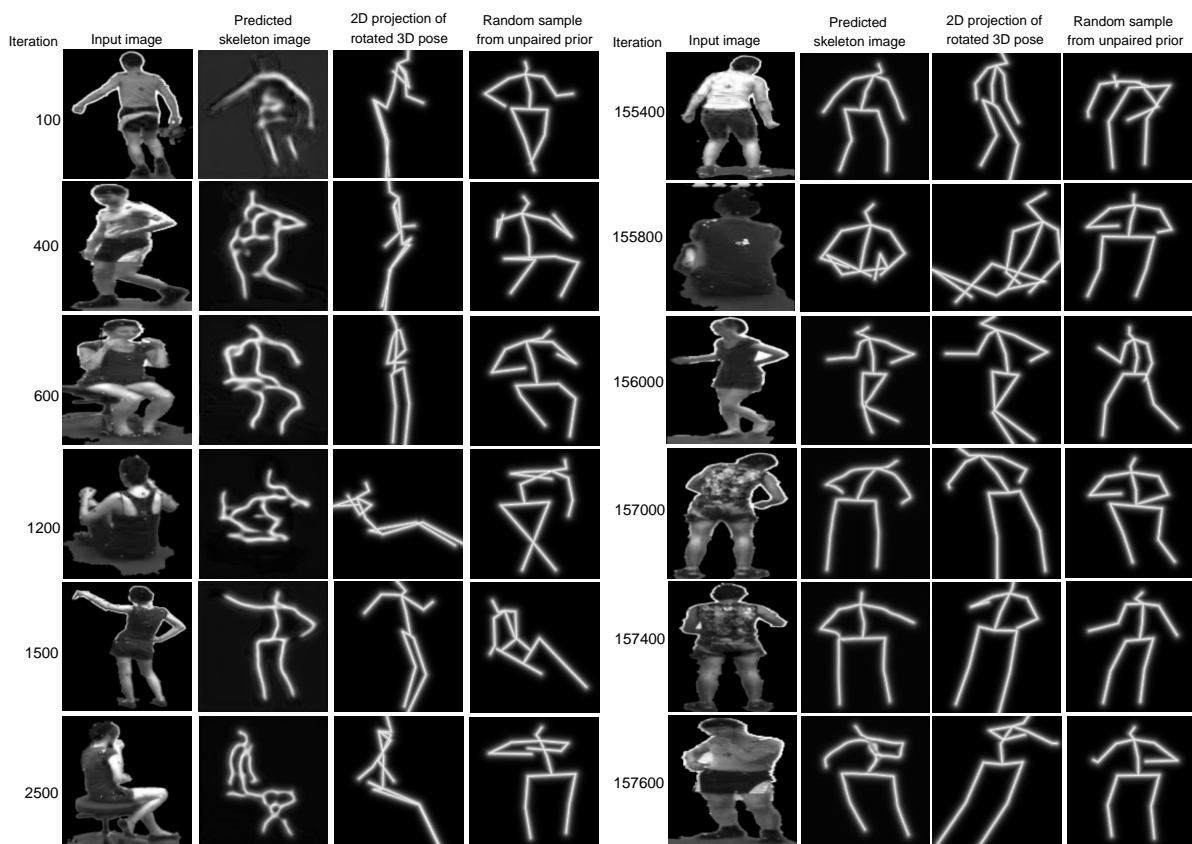 Iteration
Input image
Predicted
skeleton image
2D projection of
rotated 3D pose
Random sample
from unpaired prior
100
400
600
1200
1500
2500
Iteration
Input image
Predicted
skeleton image
2D projection of
rotated 3D pose
Random sample
from unpaired prior
155400
155800
156000
157000
157400
157600